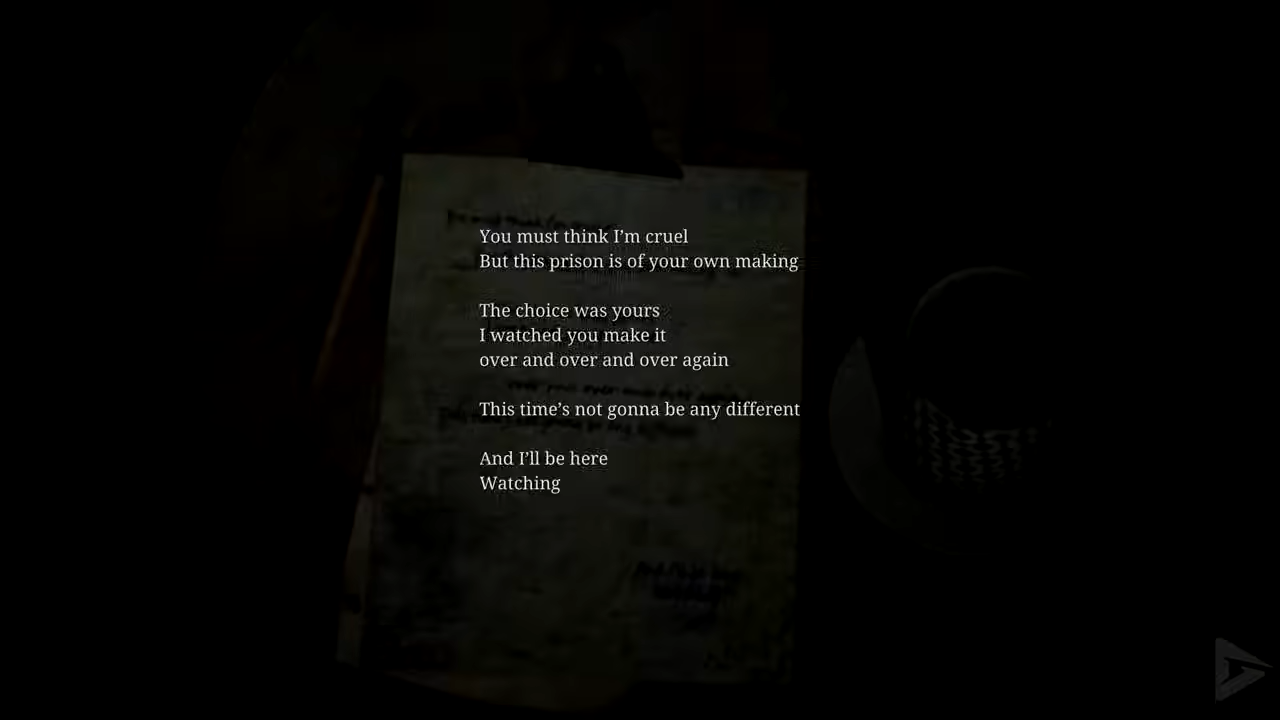 You must think I’m cruel
But this prison is of your own making
The choice was yours
I watched you make it
over and over and over again
This time’s not gonna be any different
And I’ll be here
Watching